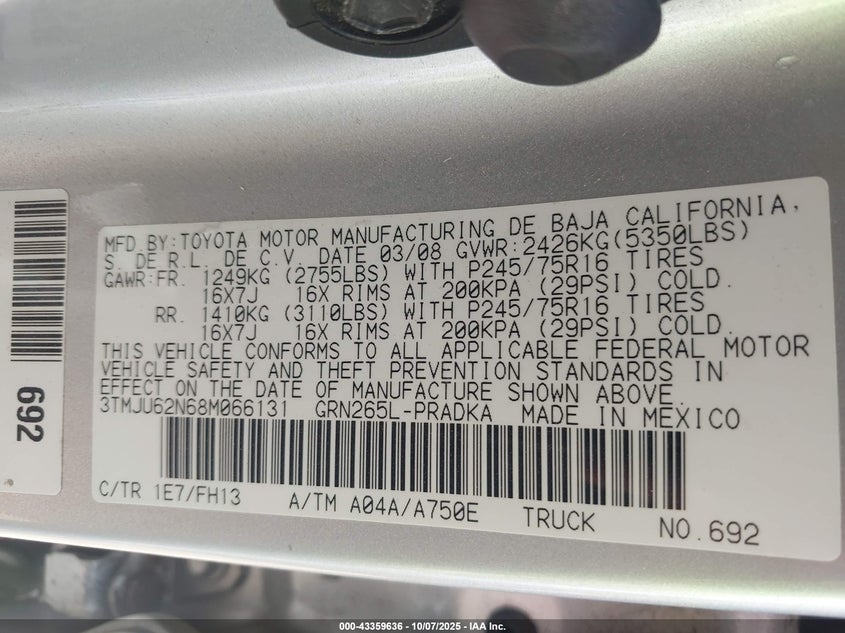 MFD.BY:TOYOTA MOTOR MANUFACTURING DE BAJA CALIFORNIA,
S. DE R.L. DE C.V. DATE 03/08 GVWR:2426KG(5350LBS)
GAWR:FR. 1249KG (2755LBS) WITH P245/75R16 TIRES
16X7J 16X RIMS AT 200KPA (29PSI) COLD.
RR. 1410KG (3110LBS) WITH P245/75R16 TIRES
16X7J 16X RIMS AT 200KPA (29PSI) COLD.
THIS VEHICLE CONFORMS TO ALL APPLICABLE FEDERAL MOTOR
VEHICLE SAFETY AND THEFT PREVENTION STANDARDS IN
EFFECT ON THE DATE OF MANUFACTURE SHOWN ABOVE.
3TMJU62N68M066131 GRN265L-PRADKA MADE IN MEXICO
C/TR 1E7/FH13 A/TM A04A/A750E TRUCK NO.692
692
000-43359636 - 10/07/2025 - IAA Inc.